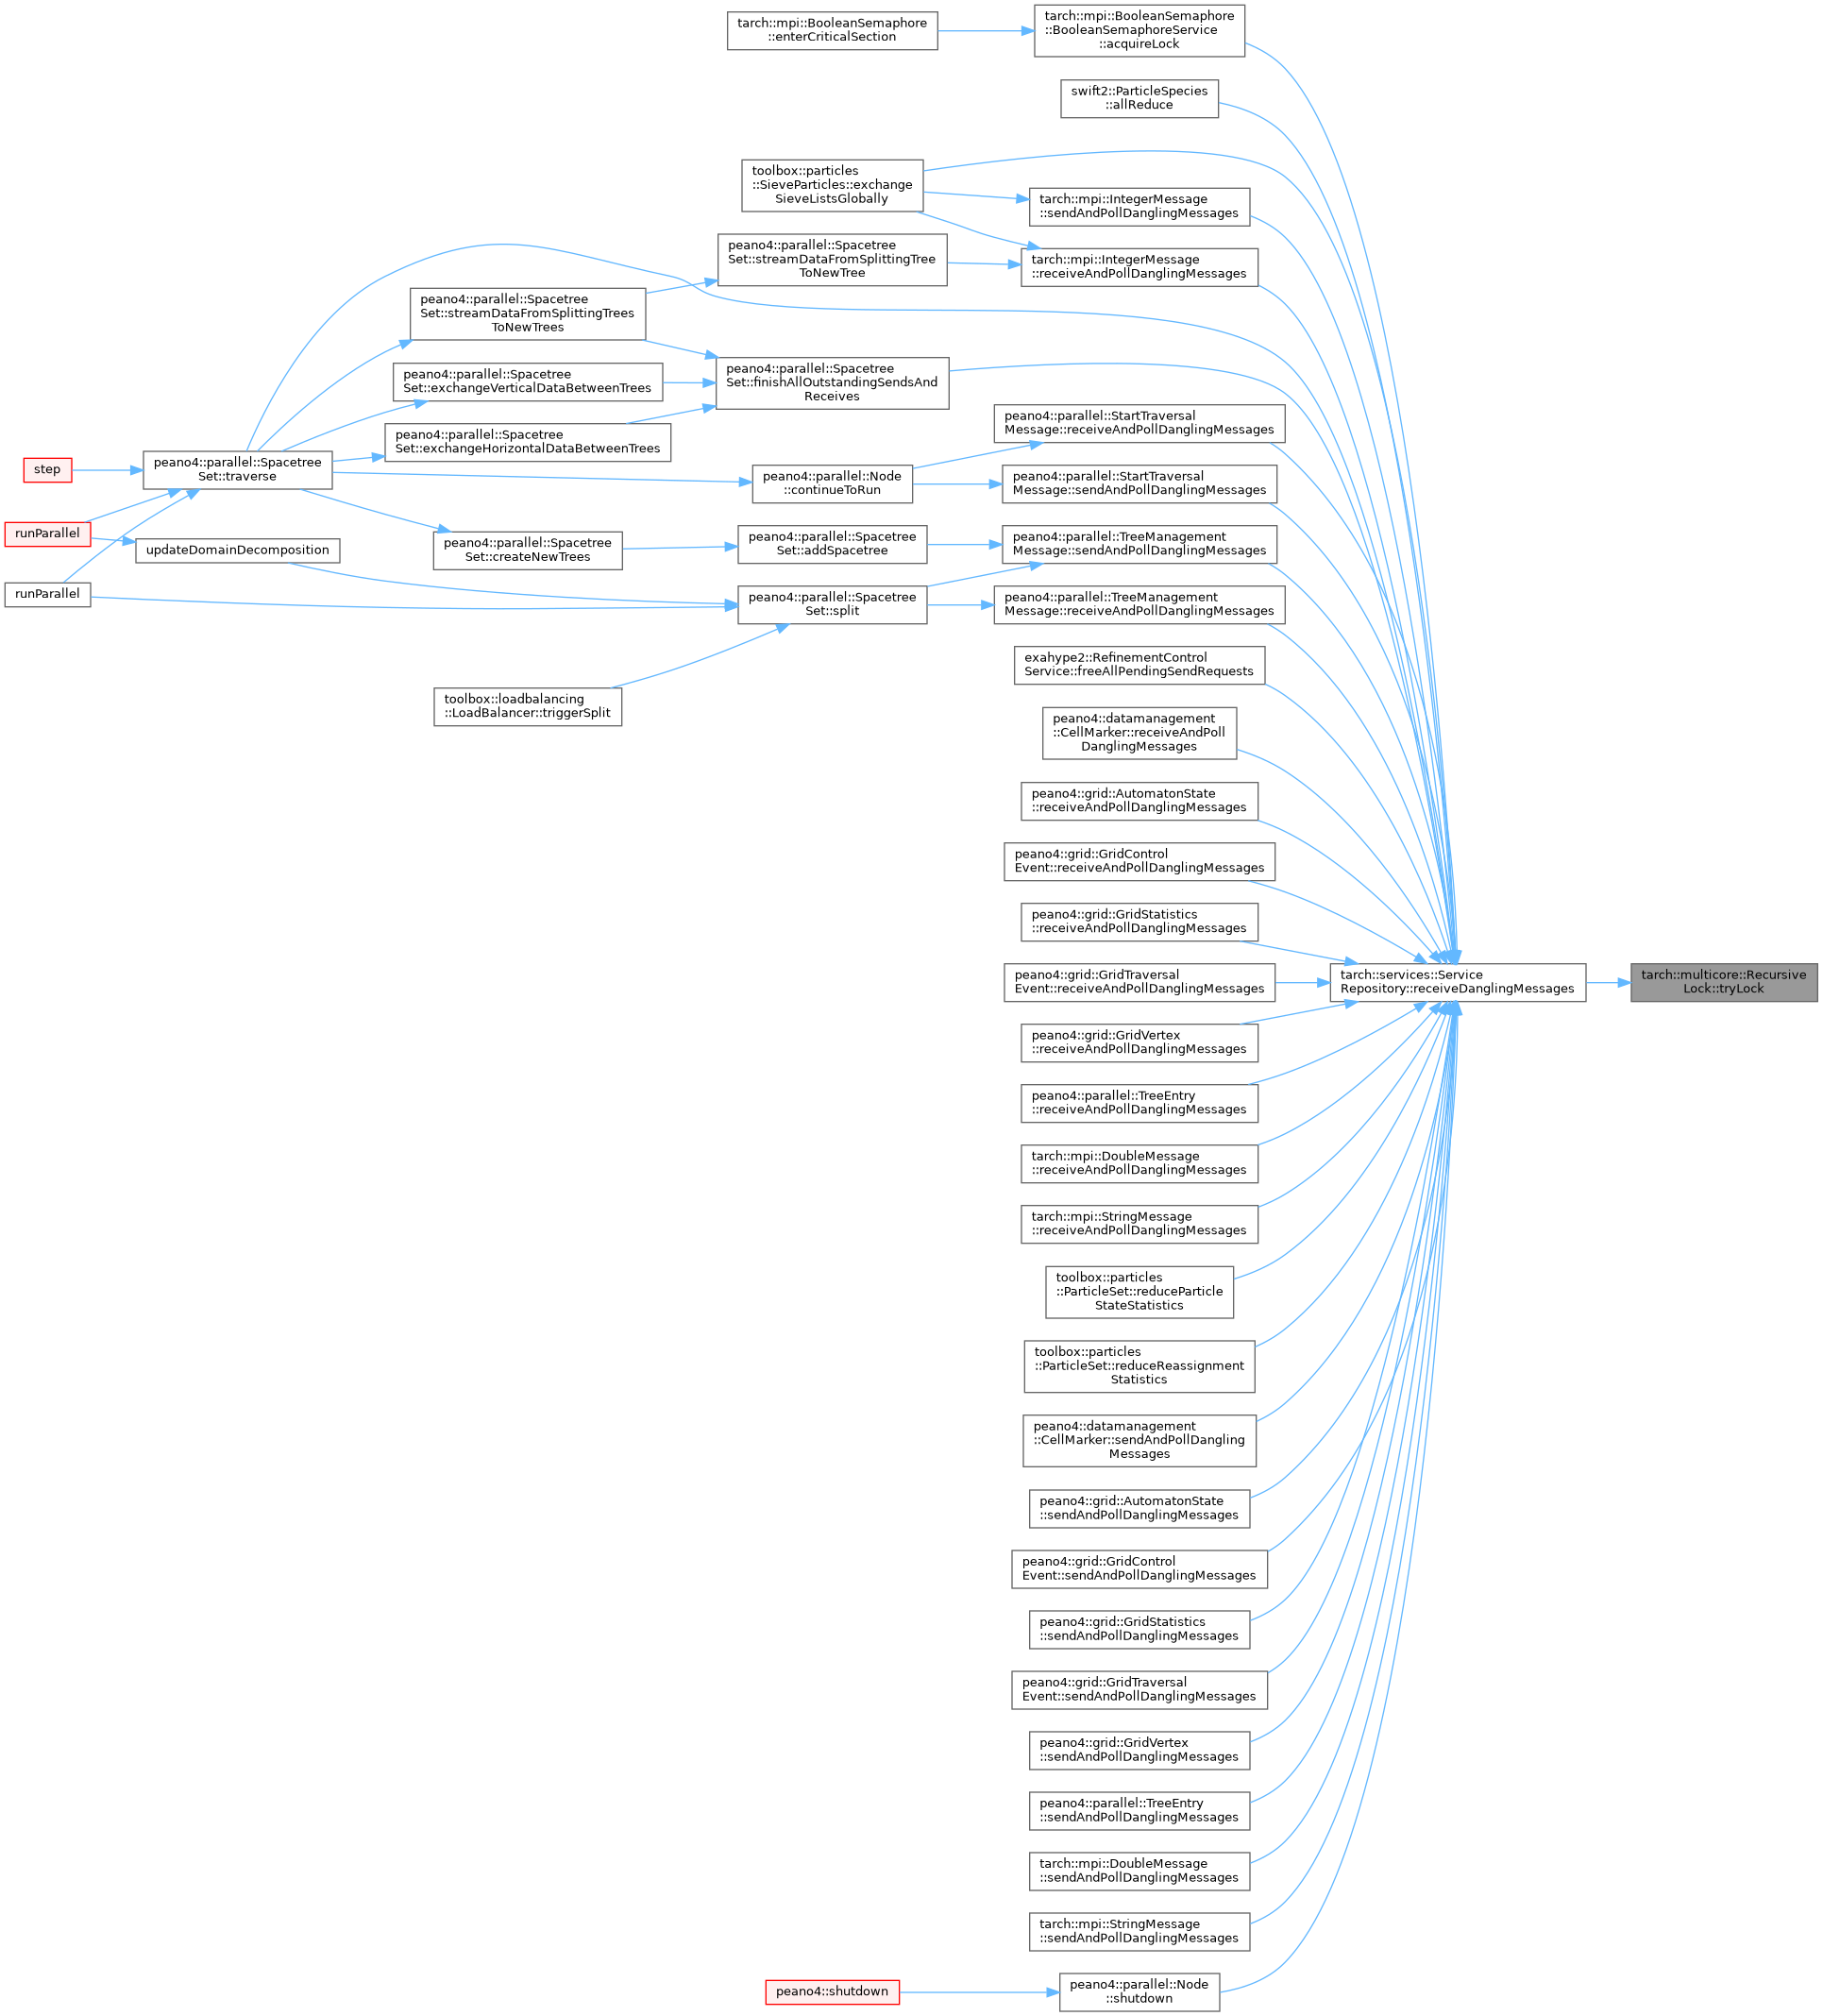 tarch::mpi::BooleanSemaphore
::enterCriticalSection
tarch::mpi::BooleanSemaphore
::BooleanSemaphoreService
::acquireLock
swift2::ParticleSpecies
::allReduce
toolbox::particles
::SieveParticles::exchange
SieveListsGlobally
tarch::mpi::IntegerMessage
::sendAndPollDanglingMessages
peano4::parallel::Spacetree
Set::streamDataFromSplittingTree
ToNewTree
tarch::mpi::IntegerMessage
::receiveAndPollDanglingMessages
peano4::parallel::Spacetree
Set::streamDataFromSplittingTrees
ToNewTrees
peano4::parallel::Spacetree
Set::exchangeVerticalDataBetweenTrees
peano4::parallel::Spacetree
Set::finishAllOutstandingSendsAnd
Receives
peano4::parallel::Spacetree
Set::exchangeHorizontalDataBetweenTrees
peano4::parallel::StartTraversal
Message::receiveAndPollDanglingMessages
step
peano4::parallel::Spacetree
Set::traverse
peano4::parallel::Node
::continueToRun
peano4::parallel::StartTraversal
Message::sendAndPollDanglingMessages
runParallel
updateDomainDecomposition
peano4::parallel::Spacetree
Set::createNewTrees
peano4::parallel::Spacetree
Set::addSpacetree
peano4::parallel::TreeManagement
Message::sendAndPollDanglingMessages
runParallel
peano4::parallel::Spacetree
Set::split
peano4::parallel::TreeManagement
Message::receiveAndPollDanglingMessages
exahype2::RefinementControl
Service::freeAllPendingSendRequests
toolbox::loadbalancing
::LoadBalancer::triggerSplit
peano4::datamanagement
::CellMarker::receiveAndPoll
DanglingMessages
peano4::grid::AutomatonState
::receiveAndPollDanglingMessages
peano4::grid::GridControl
Event::receiveAndPollDanglingMessages
peano4::grid::GridStatistics
::receiveAndPollDanglingMessages
peano4::grid::GridTraversal
Event::receiveAndPollDanglingMessages
tarch::services::Service
Repository::receiveDanglingMessages
tarch::multicore::Recursive
Lock::tryLock
peano4::grid::GridVertex
::receiveAndPollDanglingMessages
peano4::parallel::TreeEntry
::receiveAndPollDanglingMessages
tarch::mpi::DoubleMessage
::receiveAndPollDanglingMessages
tarch::mpi::StringMessage
::receiveAndPollDanglingMessages
toolbox::particles
::ParticleSet::reduceParticle
StateStatistics
toolbox::particles
::ParticleSet::reduceReassignment
Statistics
peano4::datamanagement
::CellMarker::sendAndPollDangling
Messages
peano4::grid::AutomatonState
::sendAndPollDanglingMessages
peano4::grid::GridControl
Event::sendAndPollDanglingMessages
peano4::grid::GridStatistics
::sendAndPollDanglingMessages
peano4::grid::GridTraversal
Event::sendAndPollDanglingMessages
peano4::grid::GridVertex
::sendAndPollDanglingMessages
peano4::parallel::TreeEntry
::sendAndPollDanglingMessages
tarch::mpi::DoubleMessage
::sendAndPollDanglingMessages
tarch::mpi::StringMessage
::sendAndPollDanglingMessages
peano4::shutdown
peano4::parallel::Node
::shutdown